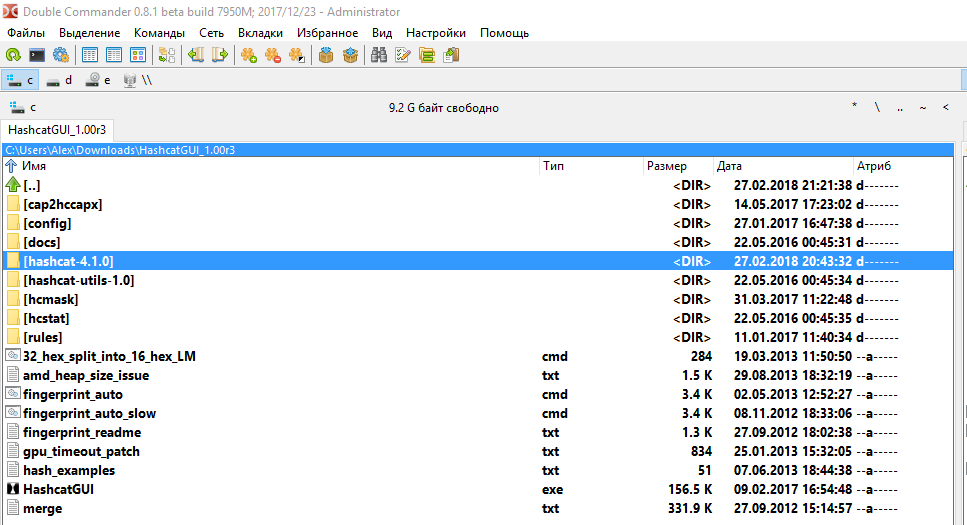 Double Commander 0.8.1 beta build 7950M; 2017/12/23 - Administrator
Файлы Выделение Команды Сеть Вкладки Избранное Вид Настройки Помощь
c d e \\
c 9.2 G байт свободно * \ .. ~ <
HashcatGUI_1.00r3
C:\Users\Alex\Downloads\HashcatGUI_1.00r3
Имя Тип Размер Дата Атриб
[..] <DIR> 27.02.2018 21:21:38 d-------
[cap2hccapx] <DIR> 14.05.2017 17:23:02 d-------
[config] <DIR> 27.01.2017 16:47:38 d-------
[docs] <DIR> 22.05.2016 00:45:31 d-------
[hashcat-4.1.0] <DIR> 27.02.2018 20:43:32 d-------
[hashcat-utils-1.0] <DIR> 22.05.2016 00:45:34 d-------
[hcmask] <DIR> 31.03.2017 11:22:48 d-------
[hcstat] <DIR> 22.05.2016 00:45:35 d-------
[rules] <DIR> 11.01.2017 11:40:34 d-------
32_hex_split_into_16_hex_LM cmd 284 19.03.2013 11:50:50 --a-----
amd_heap_size_issue txt 1.5 K 29.08.2013 18:32:19 --a-----
fingerprint_auto cmd 3.4 K 02.05.2013 12:52:27 --a-----
fingerprint_auto_slow cmd 3.4 K 08.11.2012 18:33:06 --a-----
fingerprint_readme txt 1.3 K 27.09.2012 18:02:38 --a-----
gpu_timeout_patch txt 834 25.01.2013 15:32:05 --a-----
hash_examples txt 51 07.06.2013 18:44:38 --a-----
HashcatGUI exe 156.5 K 09.02.2017 16:54:48 --a-----
merge txt 331.9 K 27.09.2012 15:14:57 --a-----